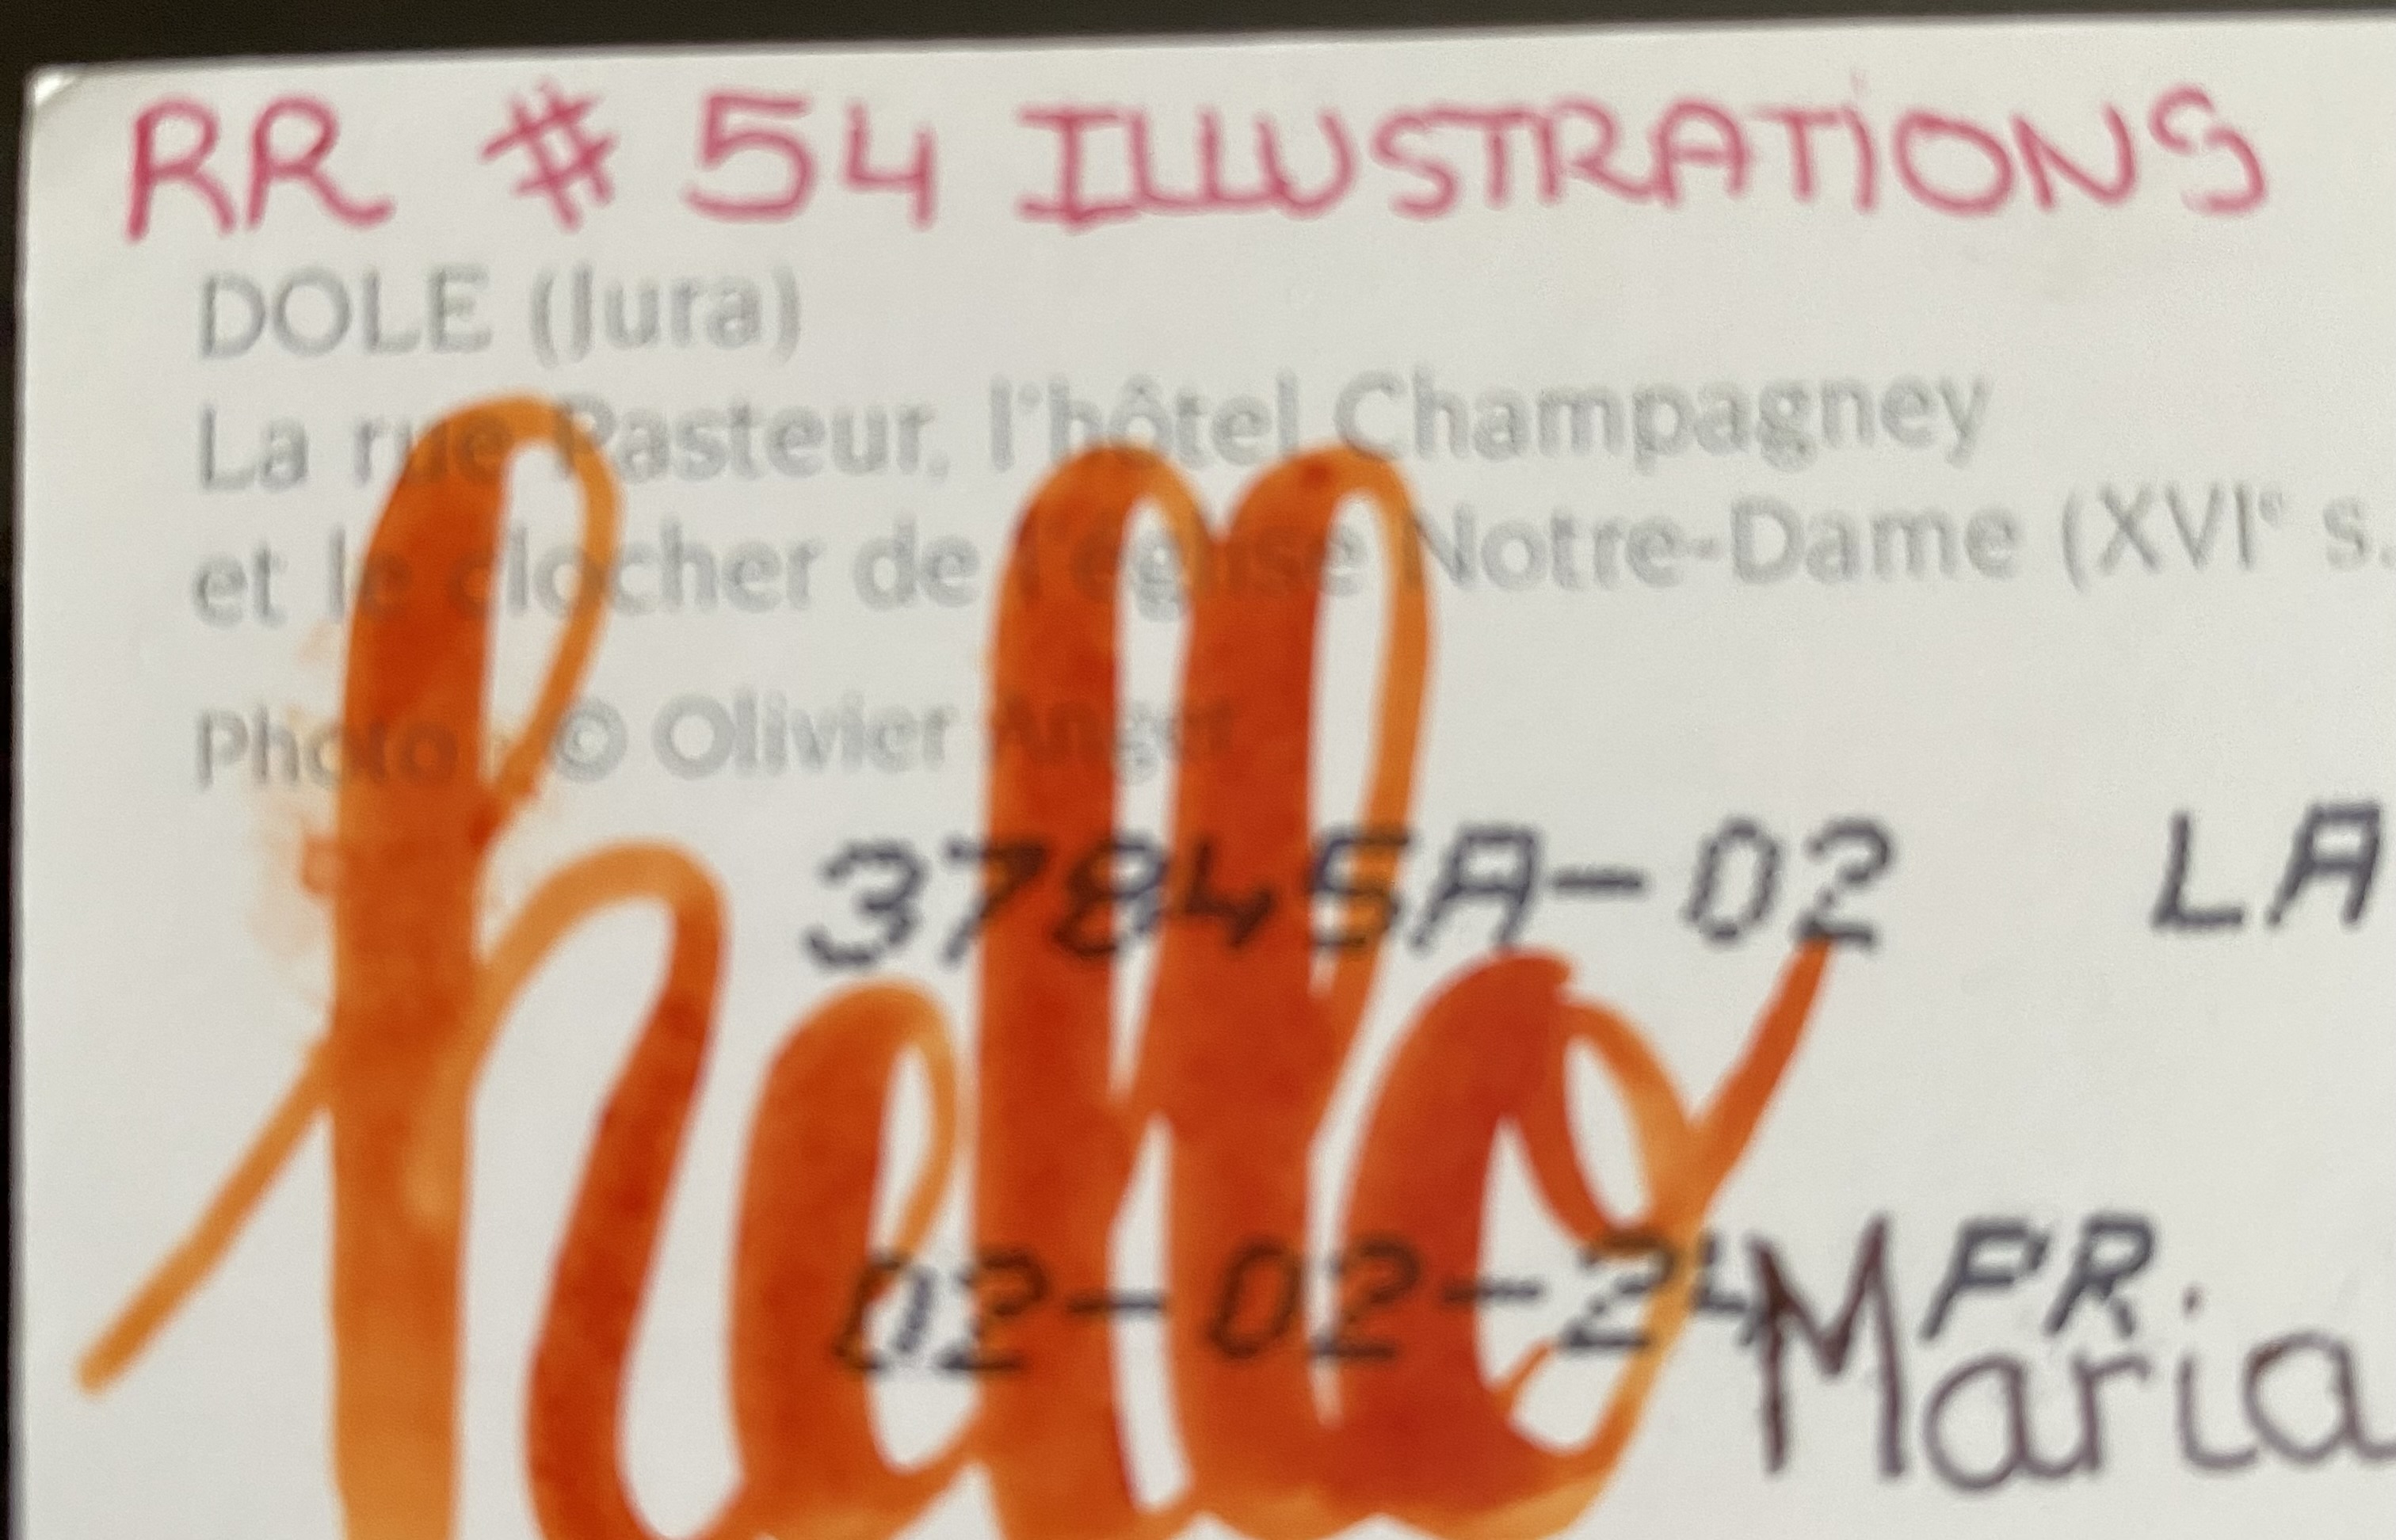 RR # 54 ILLUSTRATIONS
DOLE (Jura)
La rue Pasteur, l'hôtel Champagney
et le clocher de l'église Notre-Dame (XVIe s.
Photo : © Olivier Anger
37845A-02 LA
02-02-24 PR
hello Maria